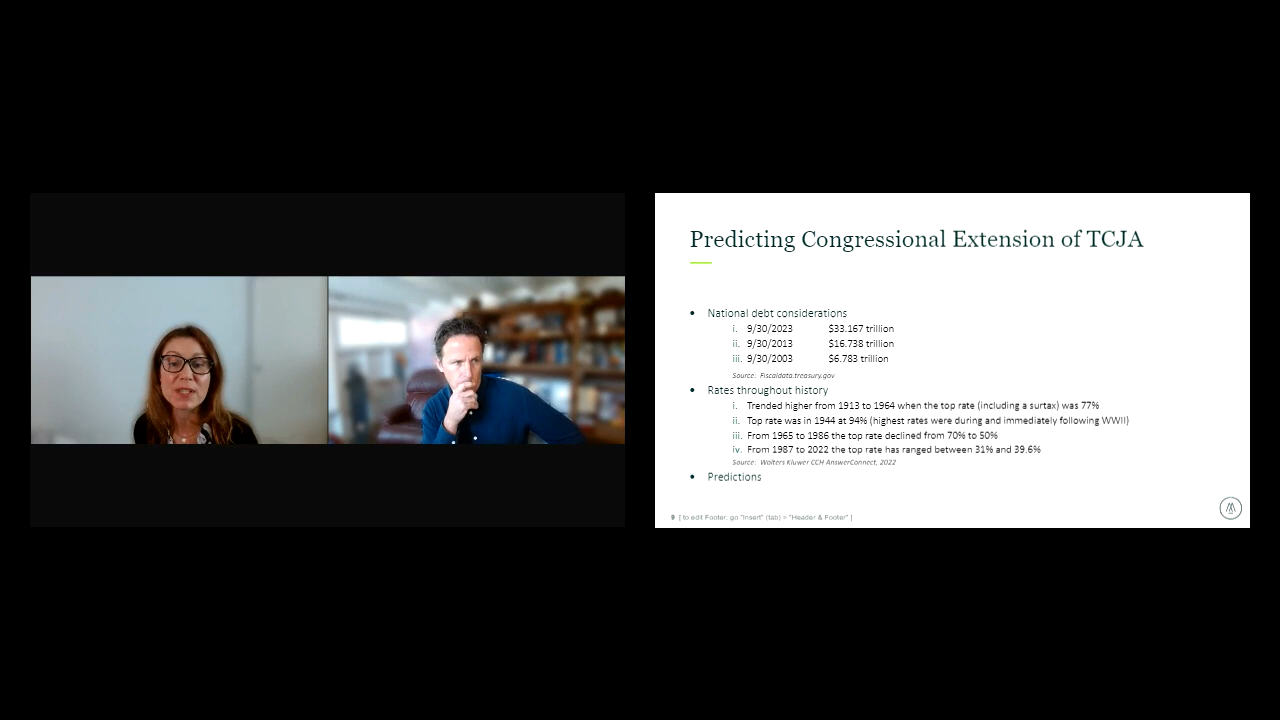 Predicting Congressional Extension of TCJA
• National debt considerations
i. 9/30/2023 $33.167 trillion
ii. 9/30/2013 $16.738 trillion
iii. 9/30/2003 $6.783 trillion
Source: Fiscaldata.treasury.gov
• Rates throughout history
i. Trended higher from 1913 to 1964 when the top rate (including a surtax) was 77%
ii. Top rate was in 1944 at 94% (highest rates were during and immediately following WWII)
iii. From 1965 to 1986 the top rate declined from 70% to 50%
iv. From 1987 to 2022 the top rate has ranged between 31% and 39.6%
Source: Wolters Kluwer CCH AnswerConnect, 2022
• Predictions
9 [ to edit Footer: go "Insert" (tab) > "Header & Footer" ]